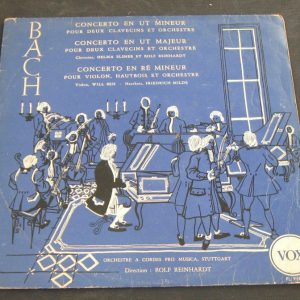 BACH
CONCERTO EN UT MINEUR
POUR DEUX CLAVECINS ET ORCHESTRE
CONCERTO EN UT MAJEUR
POUR DEUX CLAVECINS ET ORCHESTRE
Clavecins, HELMA ELSNER ET ROLF REINHARDT
CONCERTO EN RÉ MINEUR
POUR VIOLON, HAUTBOIS ET ORCHESTRE
Violon, WILL BEH - Hautbois, FRIEDRICH MILDE
ORCHESTRE A CORDES PRO MUSICA, STUTTGART
Direction : ROLF REINHARDT
VOX